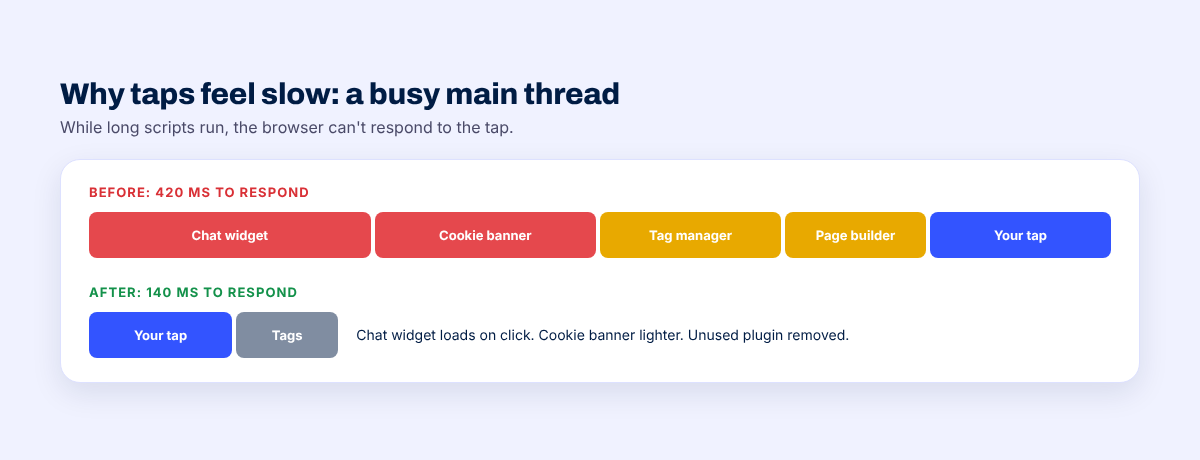 Why taps feel slow: a busy main thread
While long scripts run, the browser can't respond to the tap.
BEFORE: 420 MS TO RESPOND
Chat widget
Cookie banner
Tag manager
Page builder
Your tap
AFTER: 140 MS TO RESPOND
Your tap
Tags
Chat widget loads on click. Cookie banner lighter. Unused plugin removed.